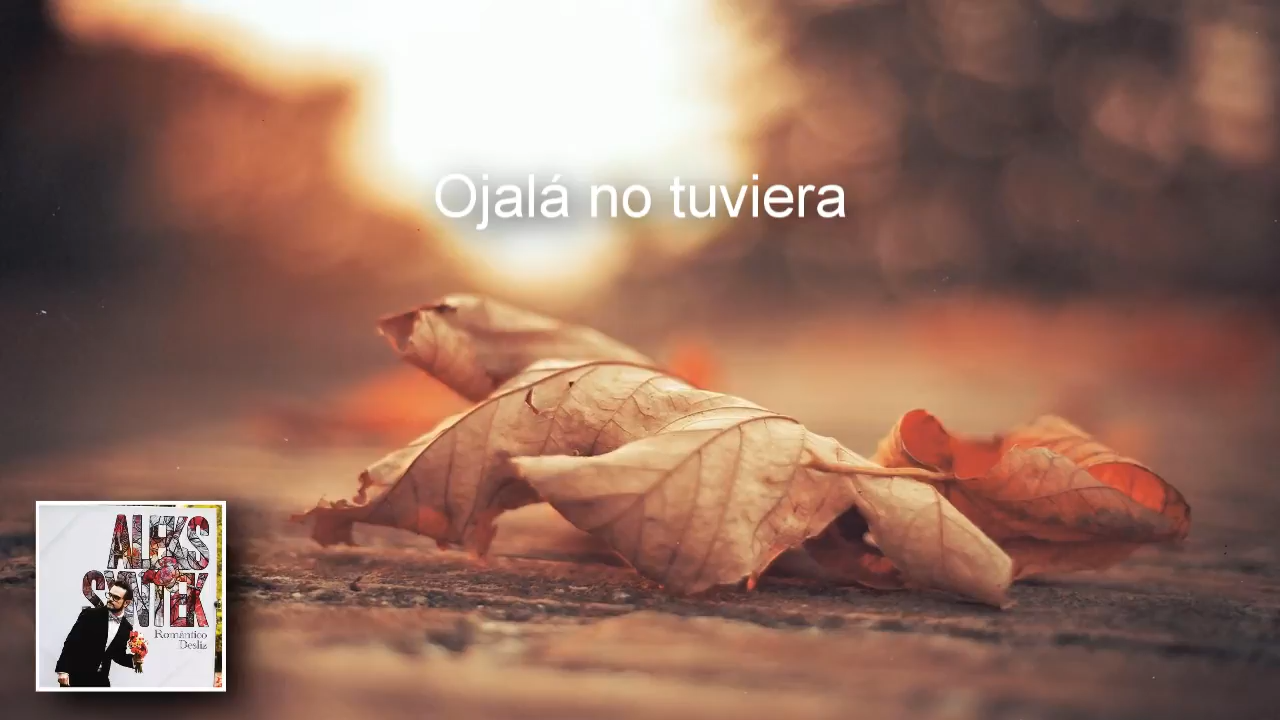 Ojalá no tuviera
ALEKS
SYNTEK
Romántico
Desliz